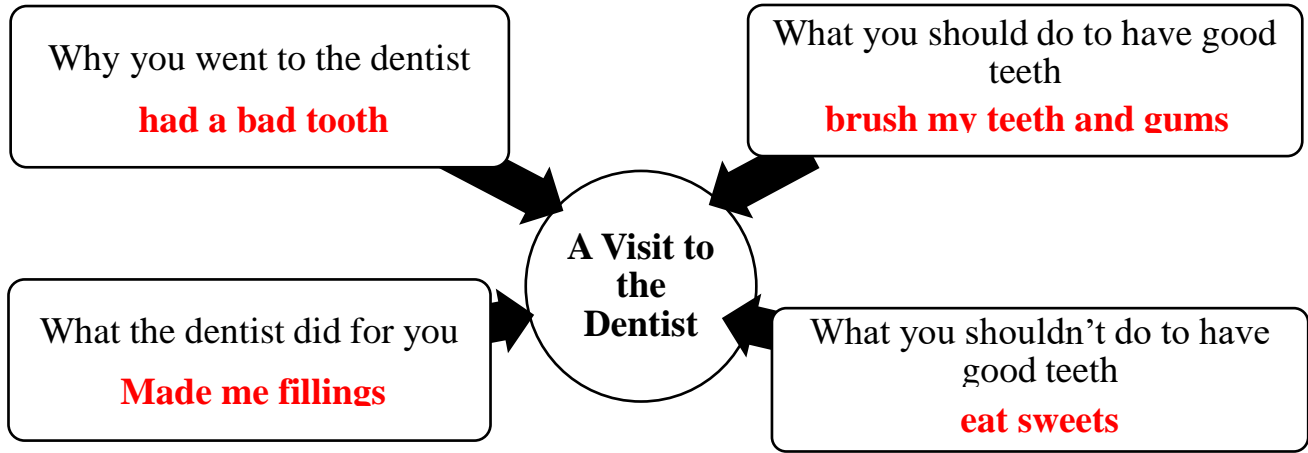 Why you went to the dentist
had a bad tooth
What you should do to have good
teeth
brush my teeth and gums
A Visit to
the
Dentist
What the dentist did for you
Made me fillings
What you shouldn’t do to have
good teeth
eat sweets